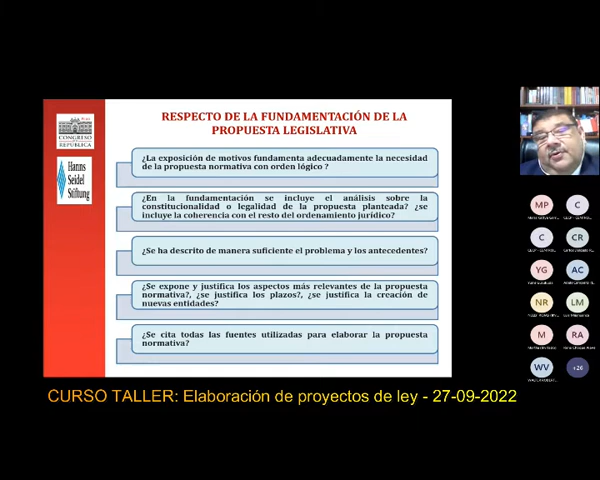 CONGRESO
REPÚBLICA
Hanns
Seidel
Stiftung
RESPECTO DE LA FUNDAMENTACIÓN DE LA
PROPUESTA LEGISLATIVA
¿La exposición de motivos fundamenta adecuadamente la necesidad
de la propuesta normativa con orden lógico ?
¿En la fundamentación se incluye el análisis sobre la
constitucionalidad o legalidad de la propuesta planteada? ¿se
incluye la coherencia con el resto del ordenamiento jurídico?
¿Se ha descrito de manera suficiente el problema y los antecedentes?
¿Se expone y justifica los aspectos más relevantes de la propuesta
normativa?, ¿se justifica los plazos?, ¿se justifica la creación de
nuevas entidades?
¿Se cita todas las fuentes utilizadas para elaborar la propuesta
normativa?
MP
C
C
CR
YG
AC
NR
LM
M
RA
WV
+26
CURSO TALLER: Elaboración de proyectos de ley - 27-09-2022